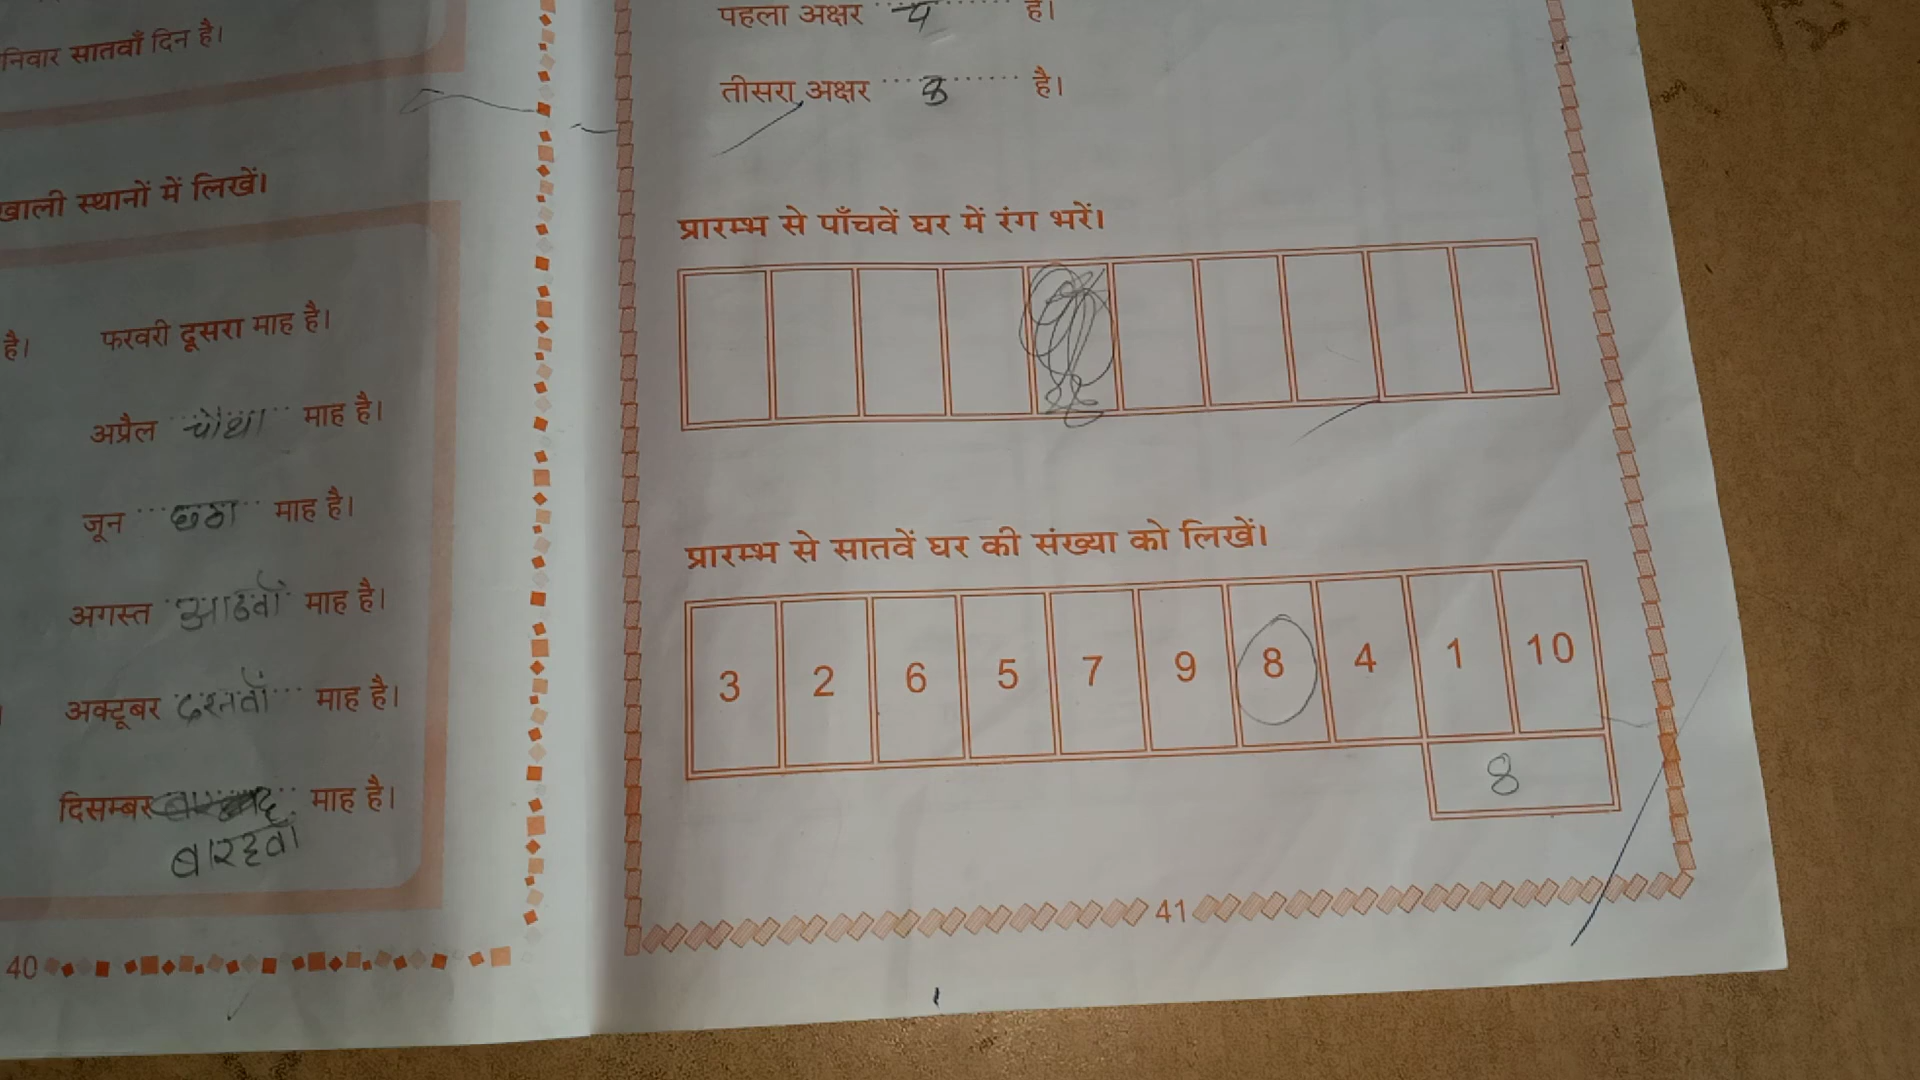 निवार सातवाँ दिन है।
खाली स्थानों में लिखें।
है। फरवरी दूसरा माह है।
अप्रैल चौथा माह है।
जून छठा माह है।
अगस्त आठवाँ माह है।
अक्टूबर दसवाँ माह है।
दिसम्बर माह है।
बारहवाँ
40
पहला अक्षर प है।
तीसरा अक्षर है।
प्रारम्भ से पाँचवें घर में रंग भरें।
प्रारम्भ से सातवें घर की संख्या को लिखें।
3 2 6 5 7 9 8 4 1 10
8
41